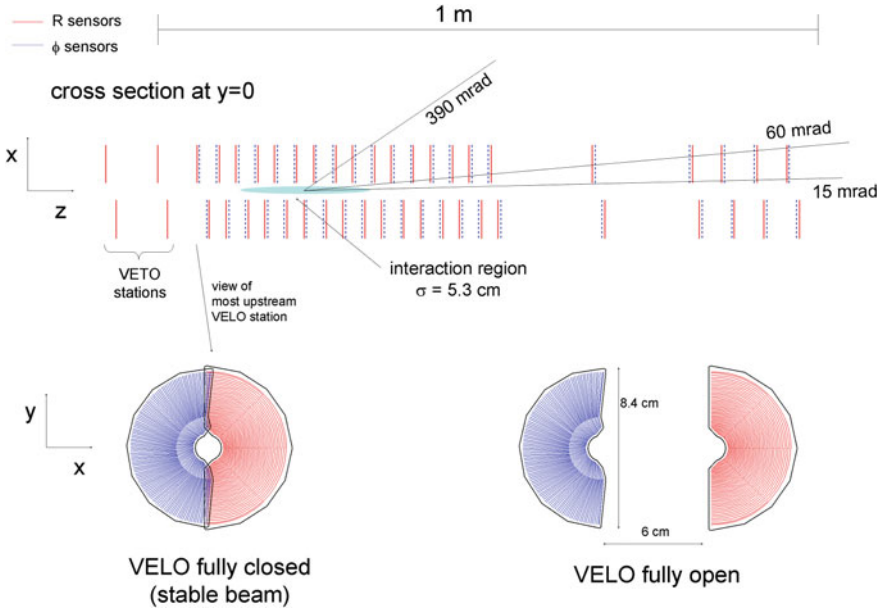 R sensors
ϕ sensors
1 m
cross section at y=0
390 mrad
60 mrad
15 mrad
x
z
VETO
stations
view of
most upstream
VELO station
interaction region
σ = 5.3 cm
y
x
8.4 cm
6 cm
VELO fully closed
(stable beam)
VELO fully open